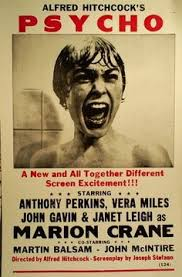 ALFRED HITCHCOCK'S
PSYCHO
A New and All Together Different
Screen Excitement!!!
STARRING
ANTHONY PERKINS, VERA MILES
JOHN GAVIN & JANET LEIGH as
MARION CRANE
CO-STARRING
MARTIN BALSAM - JOHN McINTIRE
Directed by Alfred Hitchcock - Screenplay by Joseph Stefano